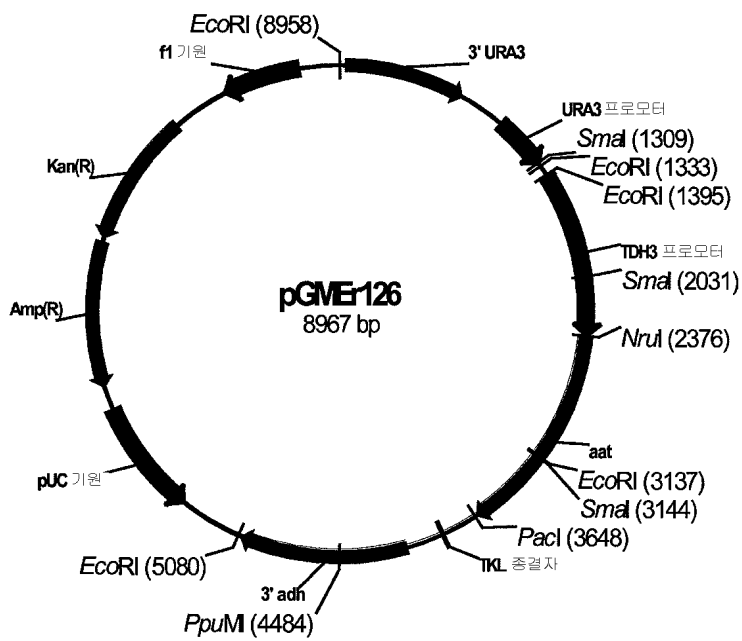 EcoRI (8958)
f1 기원
3' URA3
URA3 프로모터
SmaI (1309)
EcoRI (1333)
EcoRI (1395)
Kan(R)
TDH3 프로모터
SmaI (2031)
pGMEr126
8967 bp
Amp(R)
NruI (2376)
aat
EcoRI (3137)
SmaI (3144)
pUC 기원
PacI (3648)
TKL 종결자
EcoRI (5080)
3' adh
PpuMI (4484)